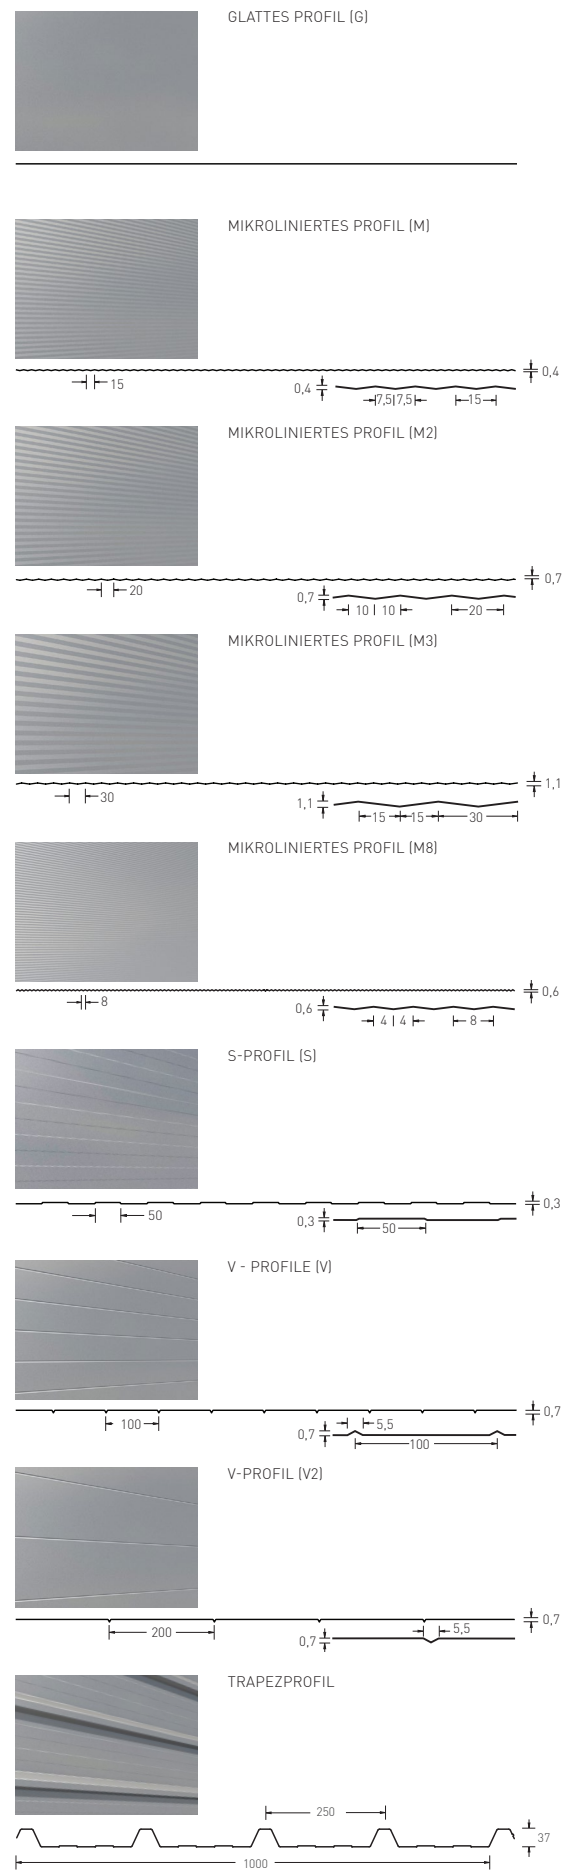 GLATTES PROFIL (G)
MIKROLINIERTES PROFIL (M)
0,4
15
0,4
7,5 7,5 15
MIKROLINIERTES PROFIL (M2)
0,7
20
0,7
10 10 20
MIKROLINIERTES PROFIL (M3)
1,1
30
1,1
15 15 30
MIKROLINIERTES PROFIL (M8)
0,6
8
0,6
4 4 8
S-PROFIL (S)
0,3
50
0,3
50
V - PROFILE (V)
0,7
100
5,5
0,7
100
V-PROFIL (V2)
0,7
200
5,5
0,7
TRAPEZPROFIL
250
37
1000